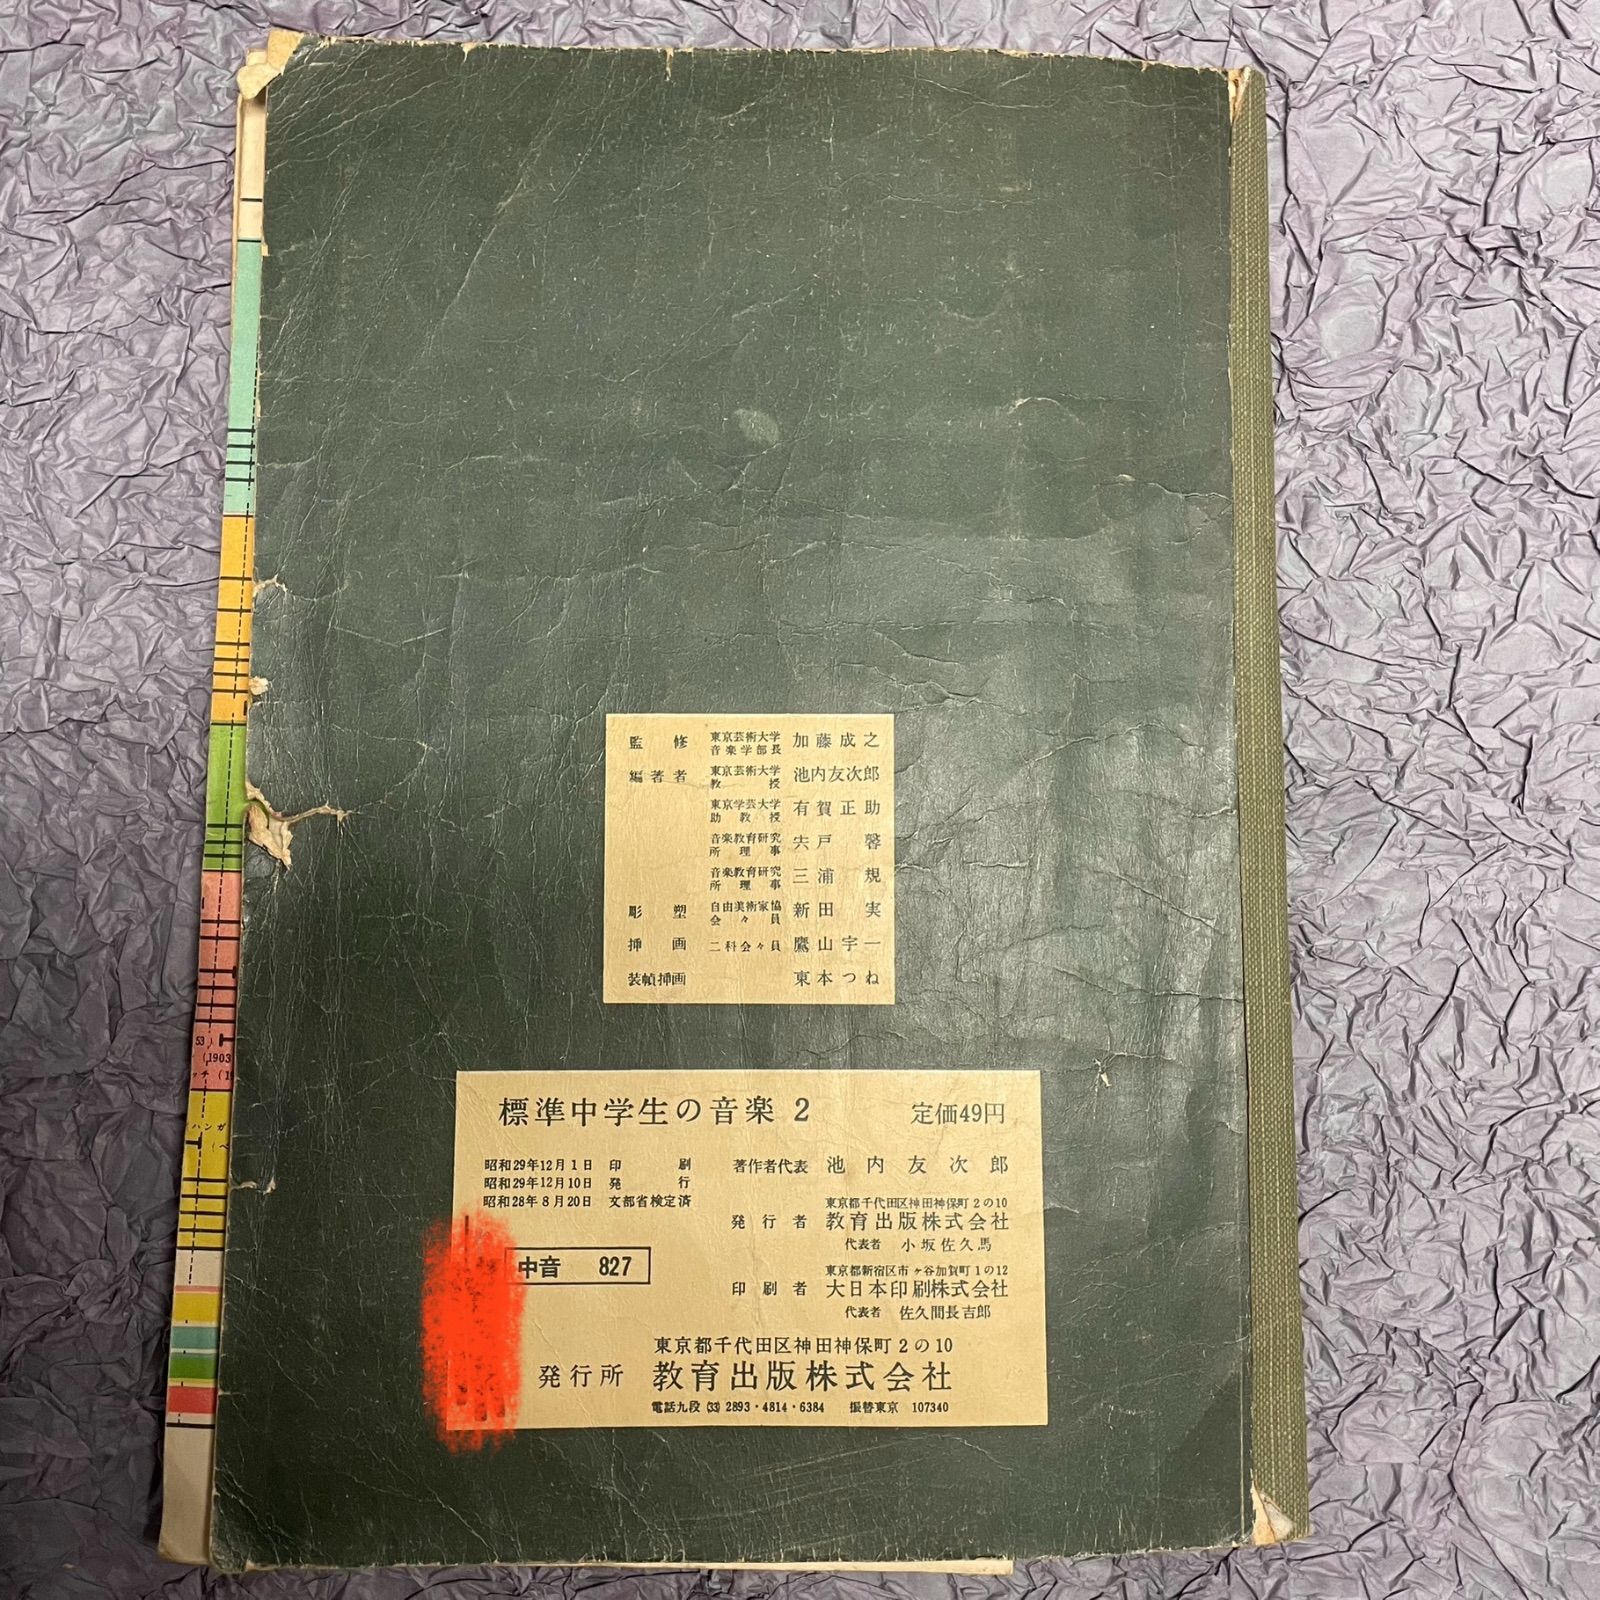 監修 東京芸術大学音楽学部長 加藤成之
編著者 東京芸術大学教授 池内友次郎
東京学芸大学助教授 有賀正助
音楽教育研究所理事 宍戸馨
音楽教育研究所理事 三浦規
彫塑 自由美術家協会々員 新田実
挿画 二科会々員 鷹山宇一
装幀挿画 東本つね
標準中学生の音楽 2 定価49円
昭和29年12月1日 印刷
昭和29年12月10日 発行
昭和28年8月20日 文部省検定済
中音 827
著作者代表 池内友次郎
東京都千代田区神田神保町2の10
発行者 教育出版株式会社
代表者 小坂佐久馬
東京都新宿区市ヶ谷加賀町1の12
印刷者 大日本印刷株式会社
代表者 佐久間長吉郎
東京都千代田区神田神保町2の10
発行所 教育出版株式会社
電話九段(33)2893・4814・6384 振替東京 107340
53)
(1903
ッチ(1
ハンガ
(ベ